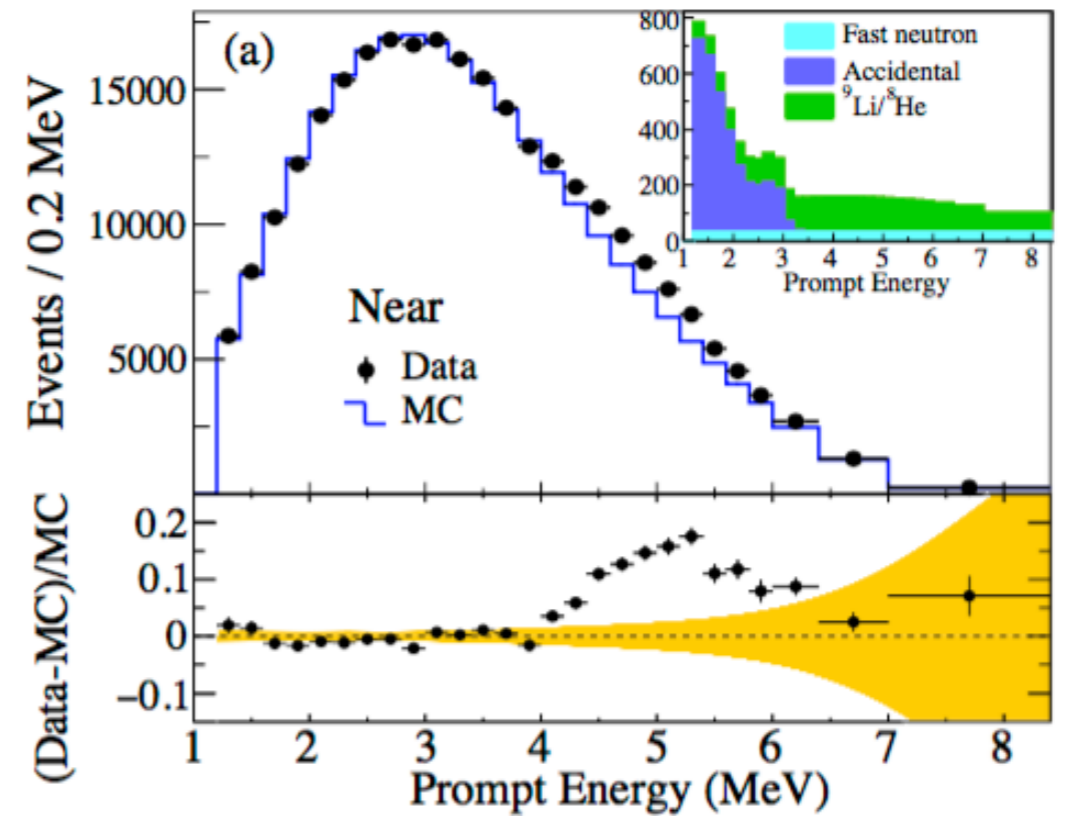 (a)
Events / 0.2 MeV
15000
10000
5000
Near
Data
MC
800
600
400
200
0
Fast neutron
Accidental
⁹Li/⁸He
1 2 3 4 5 6 7 8
Prompt Energy
(Data-MC)/MC
0.2
0.1
0
−0.1
1 2 3 4 5 6 7 8
Prompt Energy (MeV)